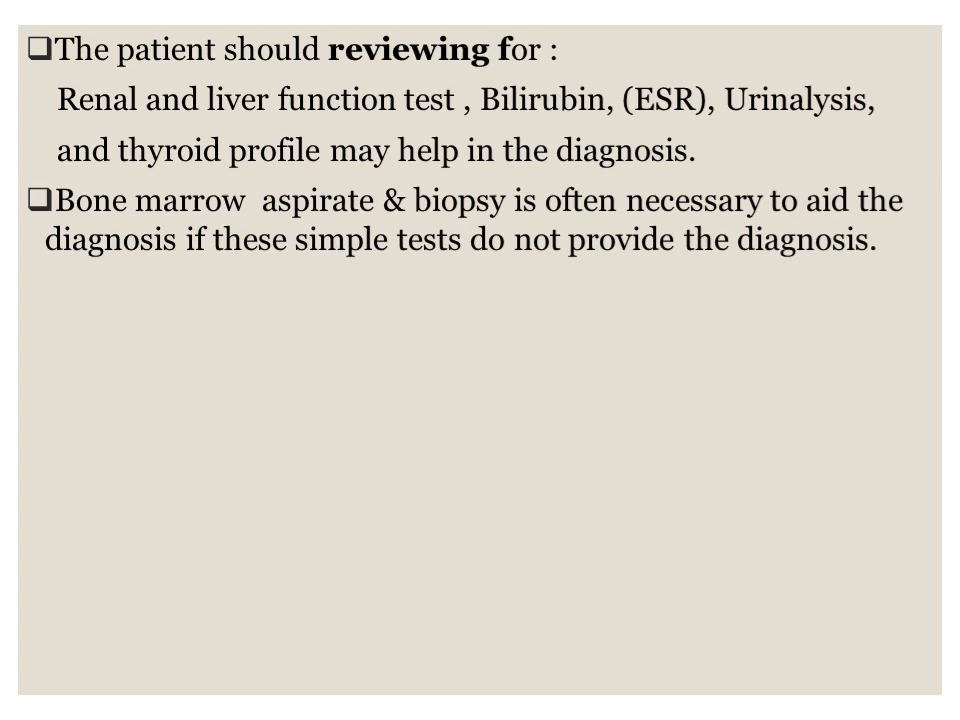 ❑The patient should reviewing for :
Renal and liver function test , Bilirubin, (ESR), Urinalysis,
and thyroid profile may help in the diagnosis.
❑Bone marrow  aspirate & biopsy is often necessary to aid the
diagnosis if these simple tests do not provide the diagnosis.